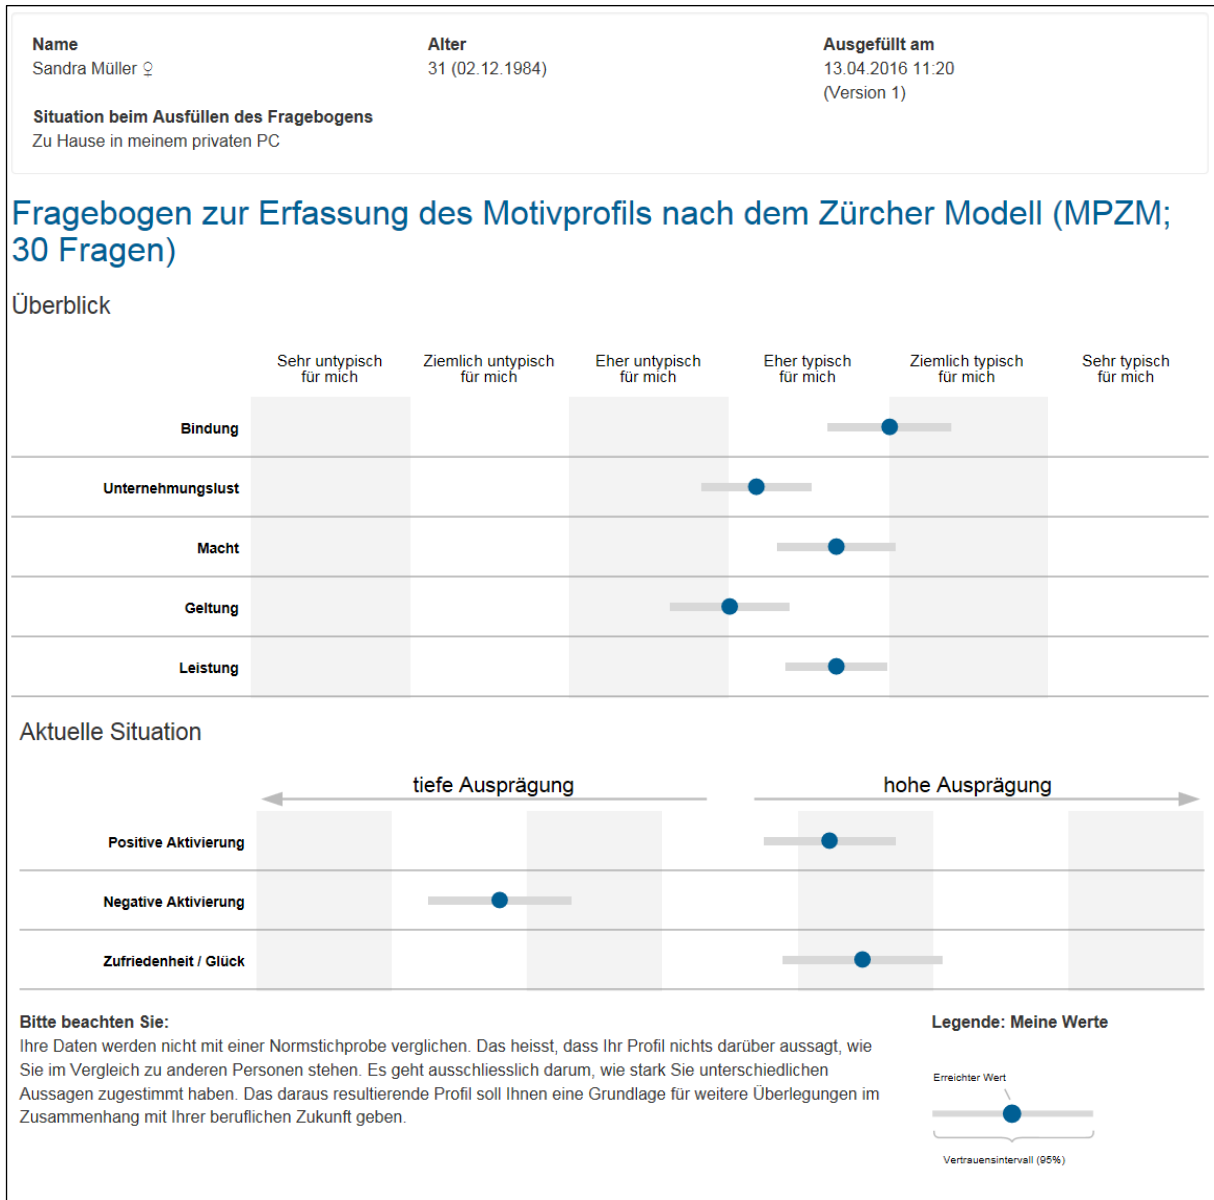 Name
Sandra Müller ♀
Alter
31 (02.12.1984)
Ausgefüllt am
13.04.2016 11:20
(Version 1)
Situation beim Ausfüllen des Fragebogens
Zu Hause in meinem privaten PC
Fragebogen zur Erfassung des Motivprofils nach dem Zürcher Modell (MPZM;
30 Fragen)
Überblick
Sehr untypisch
für mich
Ziemlich untypisch
für mich
Eher untypisch
für mich
Eher typisch
für mich
Ziemlich typisch
für mich
Sehr typisch
für mich
Bindung
Unternehmungslust
Macht
Geltung
Leistung
Aktuelle Situation
tiefe Ausprägung
hohe Ausprägung
Positive Aktivierung
Negative Aktivierung
Zufriedenheit / Glück
Bitte beachten Sie:
Ihre Daten werden nicht mit einer Normstichprobe verglichen. Das heisst, dass Ihr Profil nichts darüber aussagt, wie
Sie im Vergleich zu anderen Personen stehen. Es geht ausschliesslich darum, wie stark Sie unterschiedlichen
Aussagen zugestimmt haben. Das daraus resultierende Profil soll Ihnen eine Grundlage für weitere Überlegungen im
Zusammenhang mit Ihrer beruflichen Zukunft geben.
Legende: Meine Werte
Erreichter Wert
Vertrauensintervall (95%)